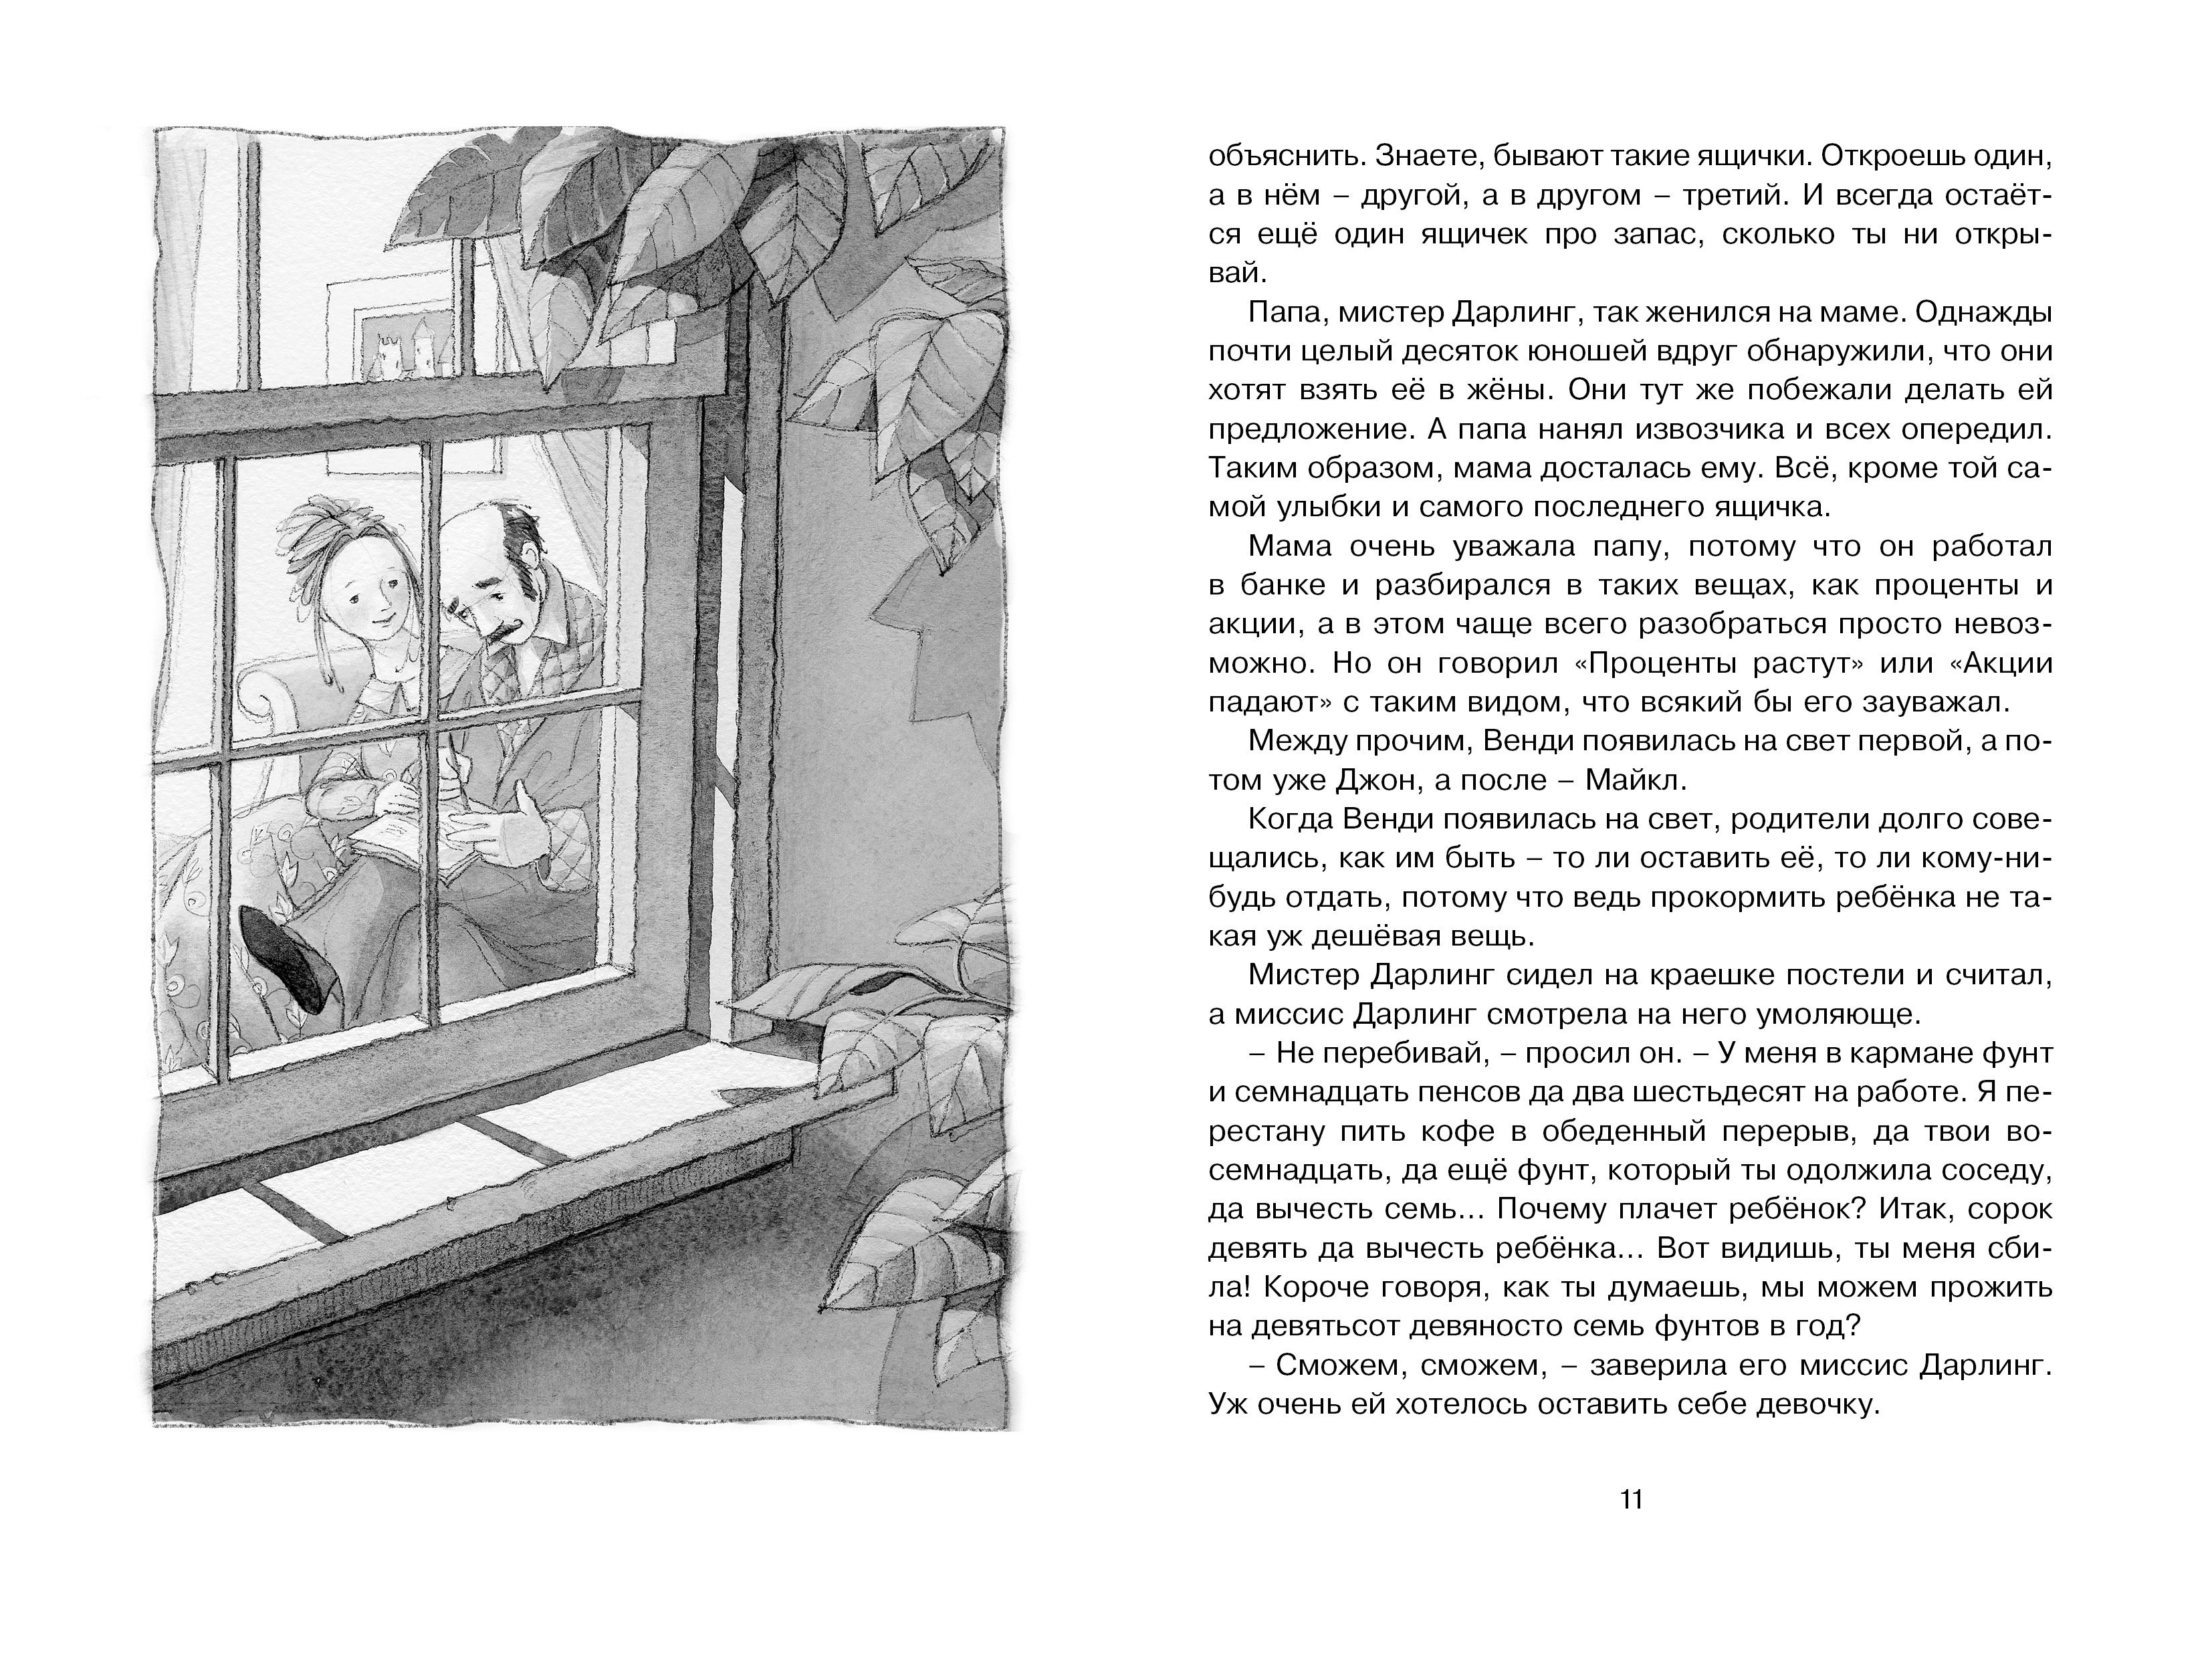 объяснить. Знаете, бывают такие ящички. Откроешь один,
а в нём – другой, а в другом – третий. И всегда остаёт-
ся ещё один ящичек про запас, сколько ты ни откры-
вай.
Папа, мистер Дарлинг, так женился на маме. Однажды
почти целый десяток юношей вдруг обнаружили, что они
хотят взять её в жёны. Они тут же побежали делать ей
предложение. А папа нанял извозчика и всех опередил.
Таким образом, мама досталась ему. Всё, кроме той са-
мой улыбки и самого последнего ящичка.
Мама очень уважала папу, потому что он работал
в банке и разбирался в таких вещах, как проценты и
акции, а в этом чаще всего разобраться просто невоз-
можно. Но он говорил «Проценты растут» или «Акции
падают» с таким видом, что всякий бы его зауважал.
Между прочим, Венди появилась на свет первой, а по-
том уже Джон, а после – Майкл.
Когда Венди появилась на свет, родители долго сове-
щались, как им быть – то ли оставить её, то ли кому-ни-
будь отдать, потому что ведь прокормить ребёнка не та-
кая уж дешёвая вещь.
Мистер Дарлинг сидел на краешке постели и считал,
а миссис Дарлинг смотрела на него умоляюще.
– Не перебивай, – просил он. – У меня в кармане фунт
и семнадцать пенсов да два шестьдесят на работе. Я пе-
рестану пить кофе в обеденный перерыв, да твои во-
семнадцать, да ещё фунт, который ты одолжила соседу,
да вычесть семь... Почему плачет ребёнок? Итак, сорок
девять да вычесть ребёнка... Вот видишь, ты меня сби-
ла! Короче говоря, как ты думаешь, мы можем прожить
на девятьсот девяносто семь фунтов в год?
– Сможем, сможем, – заверила его миссис Дарлинг.
Уж очень ей хотелось оставить себе девочку.
11